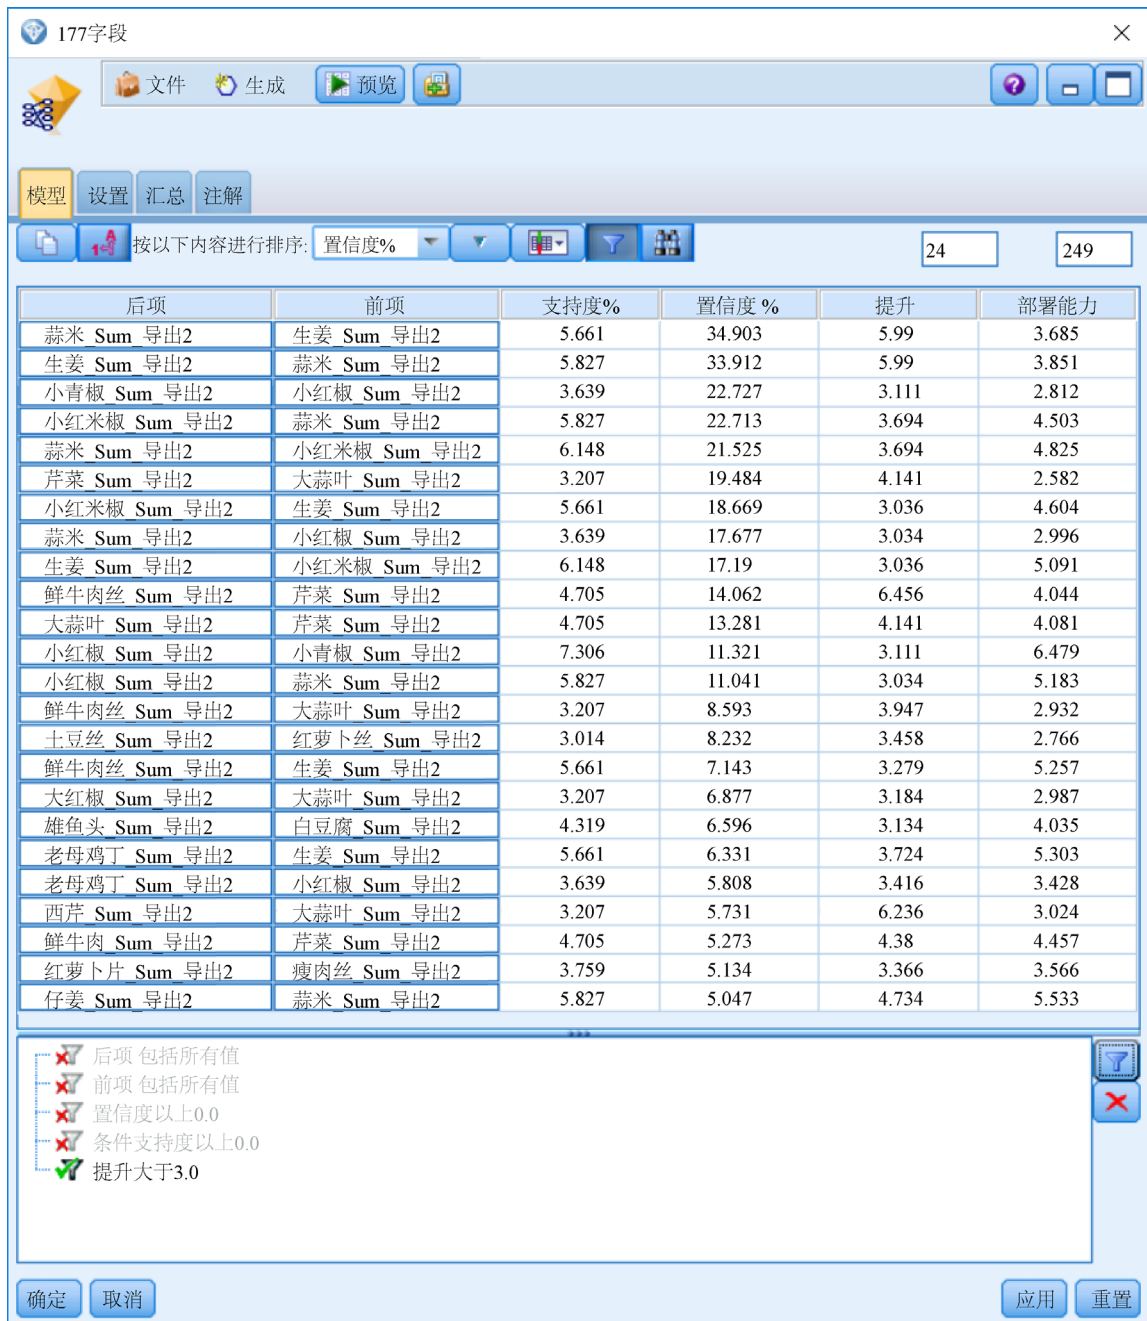 177字段
文件 生成 预览
模型 设置 汇总 注解
按以下内容进行排序: 置信度% 24 249
后项 前项 支持度% 置信度 % 提升 部署能力
蒜米_Sum_导出2 生姜_Sum_导出2 5.661 34.903 5.99 3.685
生姜_Sum_导出2 蒜米_Sum_导出2 5.827 33.912 5.99 3.851
小青椒_Sum_导出2 小红椒_Sum_导出2 3.639 22.727 3.111 2.812
小红米椒_Sum_导出2 蒜米_Sum_导出2 5.827 22.713 3.694 4.503
蒜米_Sum_导出2 小红米椒_Sum_导出2 6.148 21.525 3.694 4.825
芹菜_Sum_导出2 大蒜叶_Sum_导出2 3.207 19.484 4.141 2.582
小红米椒_Sum_导出2 生姜_Sum_导出2 5.661 18.669 3.036 4.604
蒜米_Sum_导出2 小红椒_Sum_导出2 3.639 17.677 3.034 2.996
生姜_Sum_导出2 小红米椒_Sum_导出2 6.148 17.19 3.036 5.091
鲜牛肉丝_Sum_导出2 芹菜_Sum_导出2 4.705 14.062 6.456 4.044
大蒜叶_Sum_导出2 芹菜_Sum_导出2 4.705 13.281 4.141 4.081
小红椒_Sum_导出2 小青椒_Sum_导出2 7.306 11.321 3.111 6.479
小红椒_Sum_导出2 蒜米_Sum_导出2 5.827 11.041 3.034 5.183
鲜牛肉丝_Sum_导出2 大蒜叶_Sum_导出2 3.207 8.593 3.947 2.932
土豆丝_Sum_导出2 红萝卜丝_Sum_导出2 3.014 8.232 3.458 2.766
鲜牛肉丝_Sum_导出2 生姜_Sum_导出2 5.661 7.143 3.279 5.257
大红椒_Sum_导出2 大蒜叶_Sum_导出2 3.207 6.877 3.184 2.987
雄鱼头_Sum_导出2 白豆腐_Sum_导出2 4.319 6.596 3.134 4.035
老母鸡丁_Sum_导出2 生姜_Sum_导出2 5.661 6.331 3.724 5.303
老母鸡丁_Sum_导出2 小红椒_Sum_导出2 3.639 5.808 3.416 3.428
西芹_Sum_导出2 大蒜叶_Sum_导出2 3.207 5.731 6.236 3.024
鲜牛肉_Sum_导出2 芹菜_Sum_导出2 4.705 5.273 4.38 4.457
红萝卜片_Sum_导出2 瘦肉丝_Sum_导出2 3.759 5.134 3.366 3.566
仔姜_Sum_导出2 蒜米_Sum_导出2 5.827 5.047 4.734 5.533
后项 包括所有值
前项 包括所有值
置信度以上0.0
条件支持度以上0.0
提升大于3.0
确定 取消 应用 重置